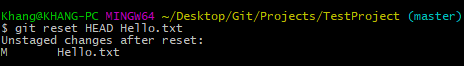 Khang@KHANG-PC MINGW64 ~/Desktop/Git/Projects/TestProject (master)
$ git reset HEAD Hello.txt
Unstaged changes after reset:
M       Hello.txt